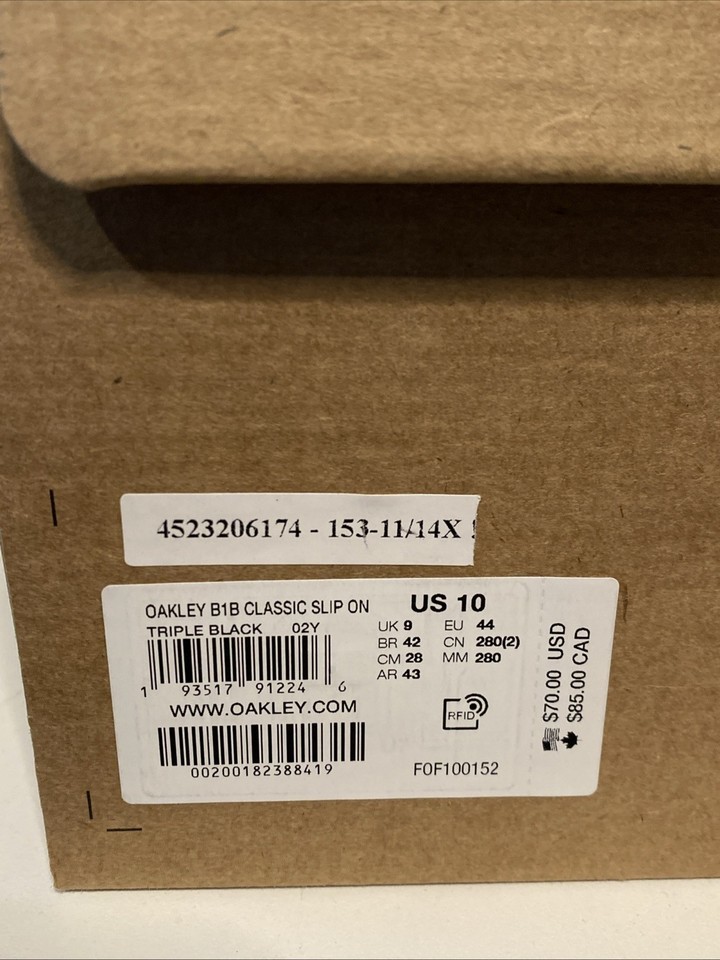 4523206174 - 153-11/14X
OAKLEY B1B CLASSIC SLIP ON
TRIPLE BLACK 02Y
1 93517 91224 6
WWW.OAKLEY.COM
00200182388419
US 10
UK 9 EU 44
BR 42 CN 280(2)
CM 28 MM 280
AR 43
RFID
F0F100152
$70.00 USD
$85.00 CAD